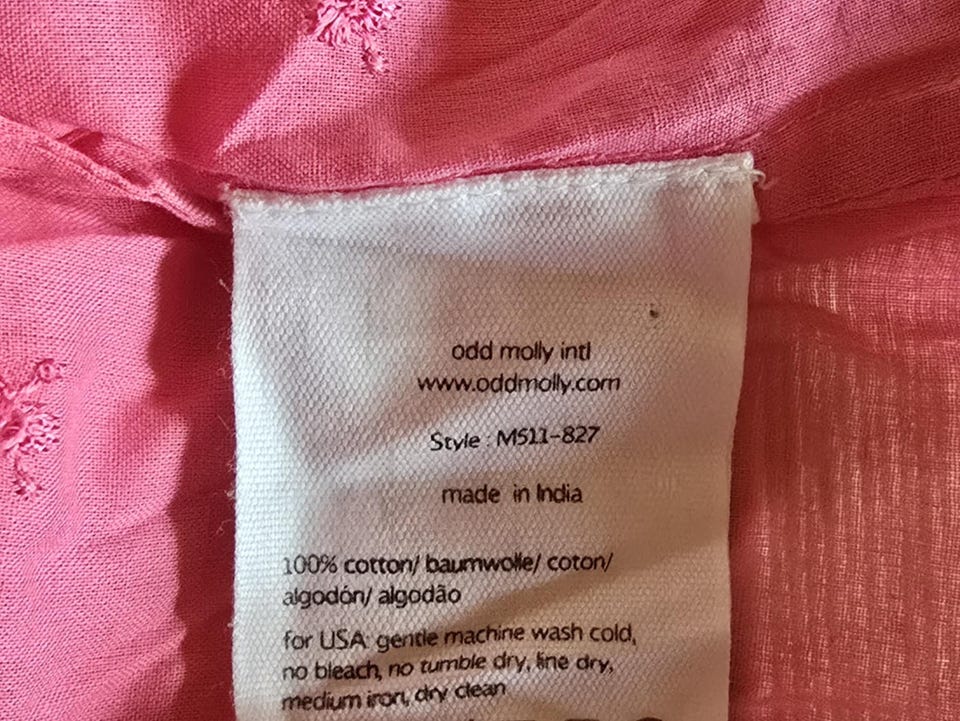 odd molly intl
www.oddmolly.com
Style : M511-827
made in India
100% cotton/ baumwolle/ coton/
algodón/ algodão
for USA: gentle machine wash cold,
no bleach, no tumble dry, line dry,
medium iron, dry clean